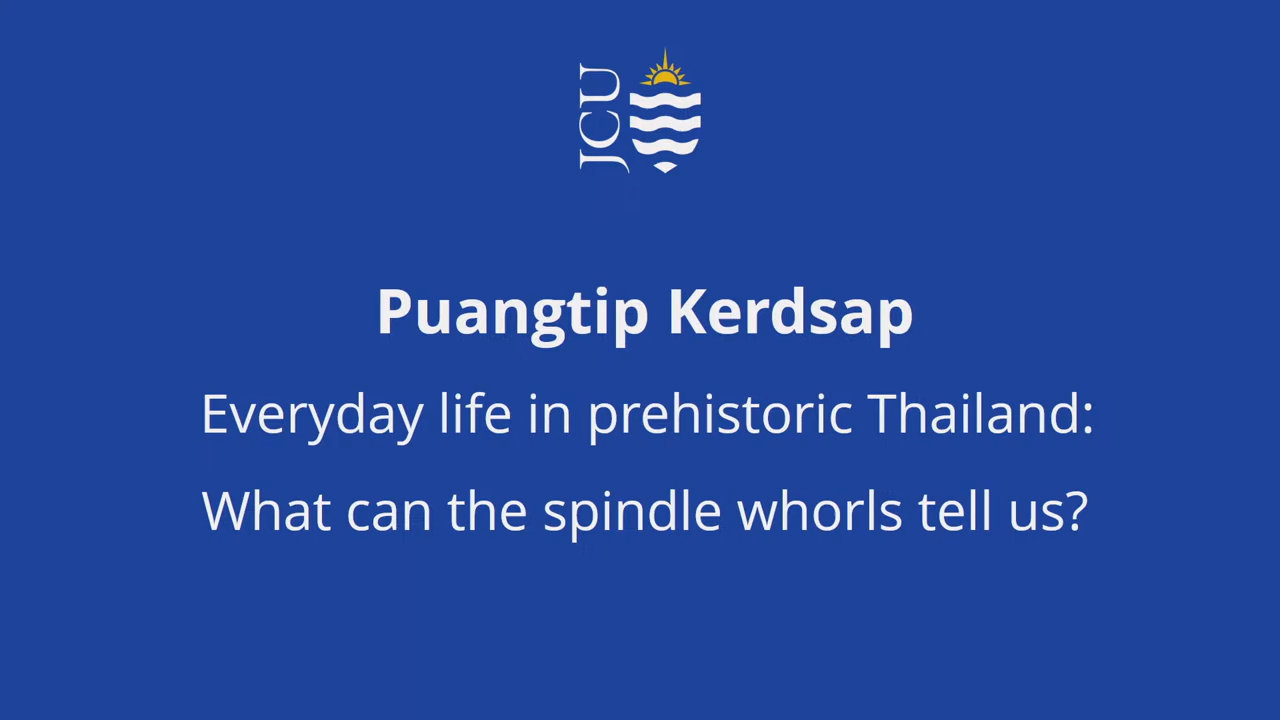 JCU
Puangtip Kerdsap
Everyday life in prehistoric Thailand:
What can the spindle whorls tell us?